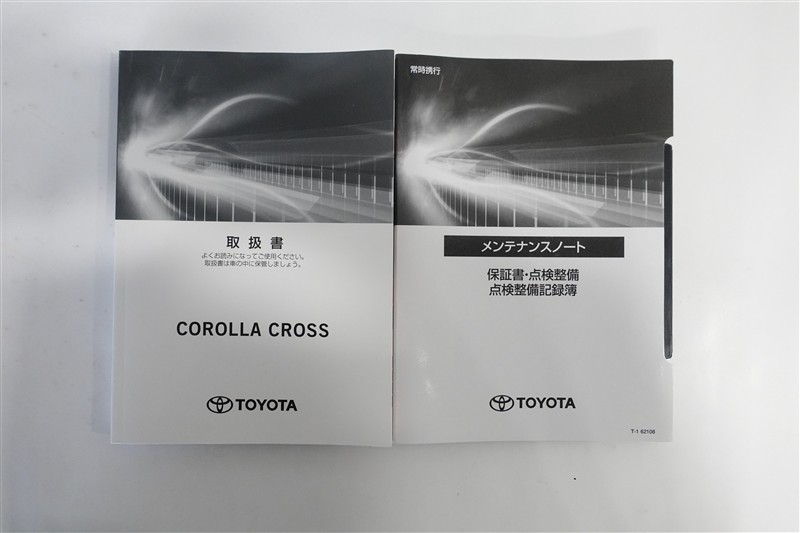 取扱書
よくお読みになってご使用ください。
取扱書は車の中に保管しましょう。
COROLLA CROSS
TOYOTA
常時携行
メンテナンスノート
保証書・点検整備
点検整備記録簿
TOYOTA
T-1 62108